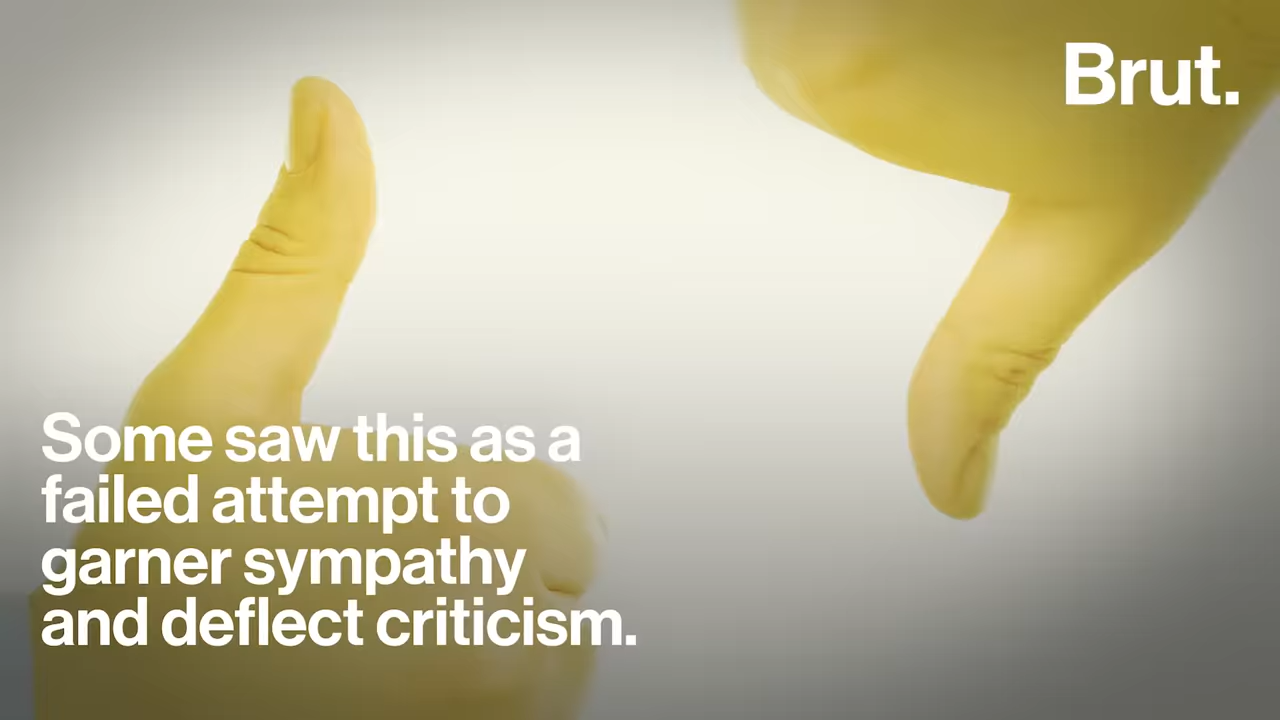 Brut.
Some saw this as a
failed attempt to
garner sympathy
and deflect criticism.